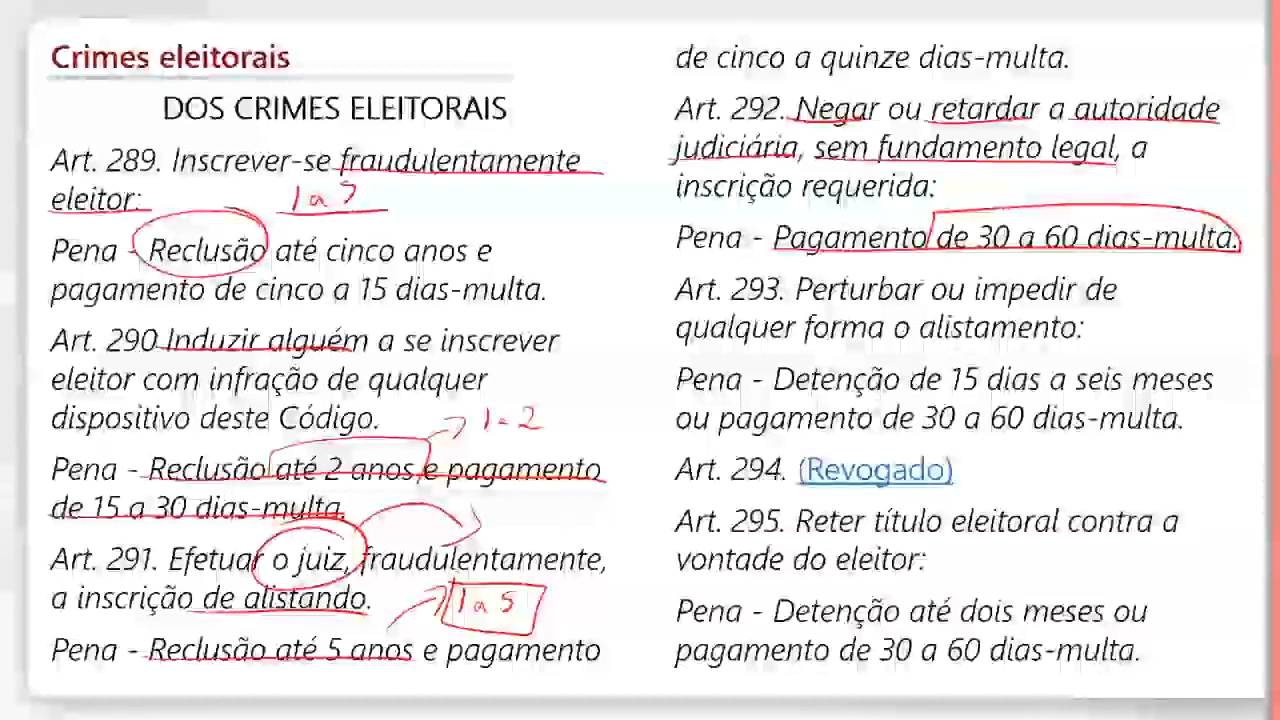 Crimes eleitorais
DOS CRIMES ELEITORAIS
Art. 289. Inscrever-se fraudulentamente
eleitor:
1 a 5
Pena - Reclusão até cinco anos e
pagamento de cinco a 15 dias-multa.
Art. 290 Induzir alguém a se inscrever
eleitor com infração de qualquer
dispositivo deste Código.
1 a 2
Pena - Reclusão até 2 anos e pagamento
de 15 a 30 dias-multa.
Art. 291. Efetuar o juiz, fraudulentamente,
a inscrição de alistando.
1 a 5
Pena - Reclusão até 5 anos e pagamento
de cinco a quinze dias-multa.
Art. 292. Negar ou retardar a autoridade
judiciária, sem fundamento legal, a
inscrição requerida:
Pena - Pagamento de 30 a 60 dias-multa.
Art. 293. Perturbar ou impedir de
qualquer forma o alistamento:
Pena - Detenção de 15 dias a seis meses
ou pagamento de 30 a 60 dias-multa.
Art. 294. (Revogado)
Art. 295. Reter título eleitoral contra a
vontade do eleitor:
Pena - Detenção até dois meses ou
pagamento de 30 a 60 dias-multa.